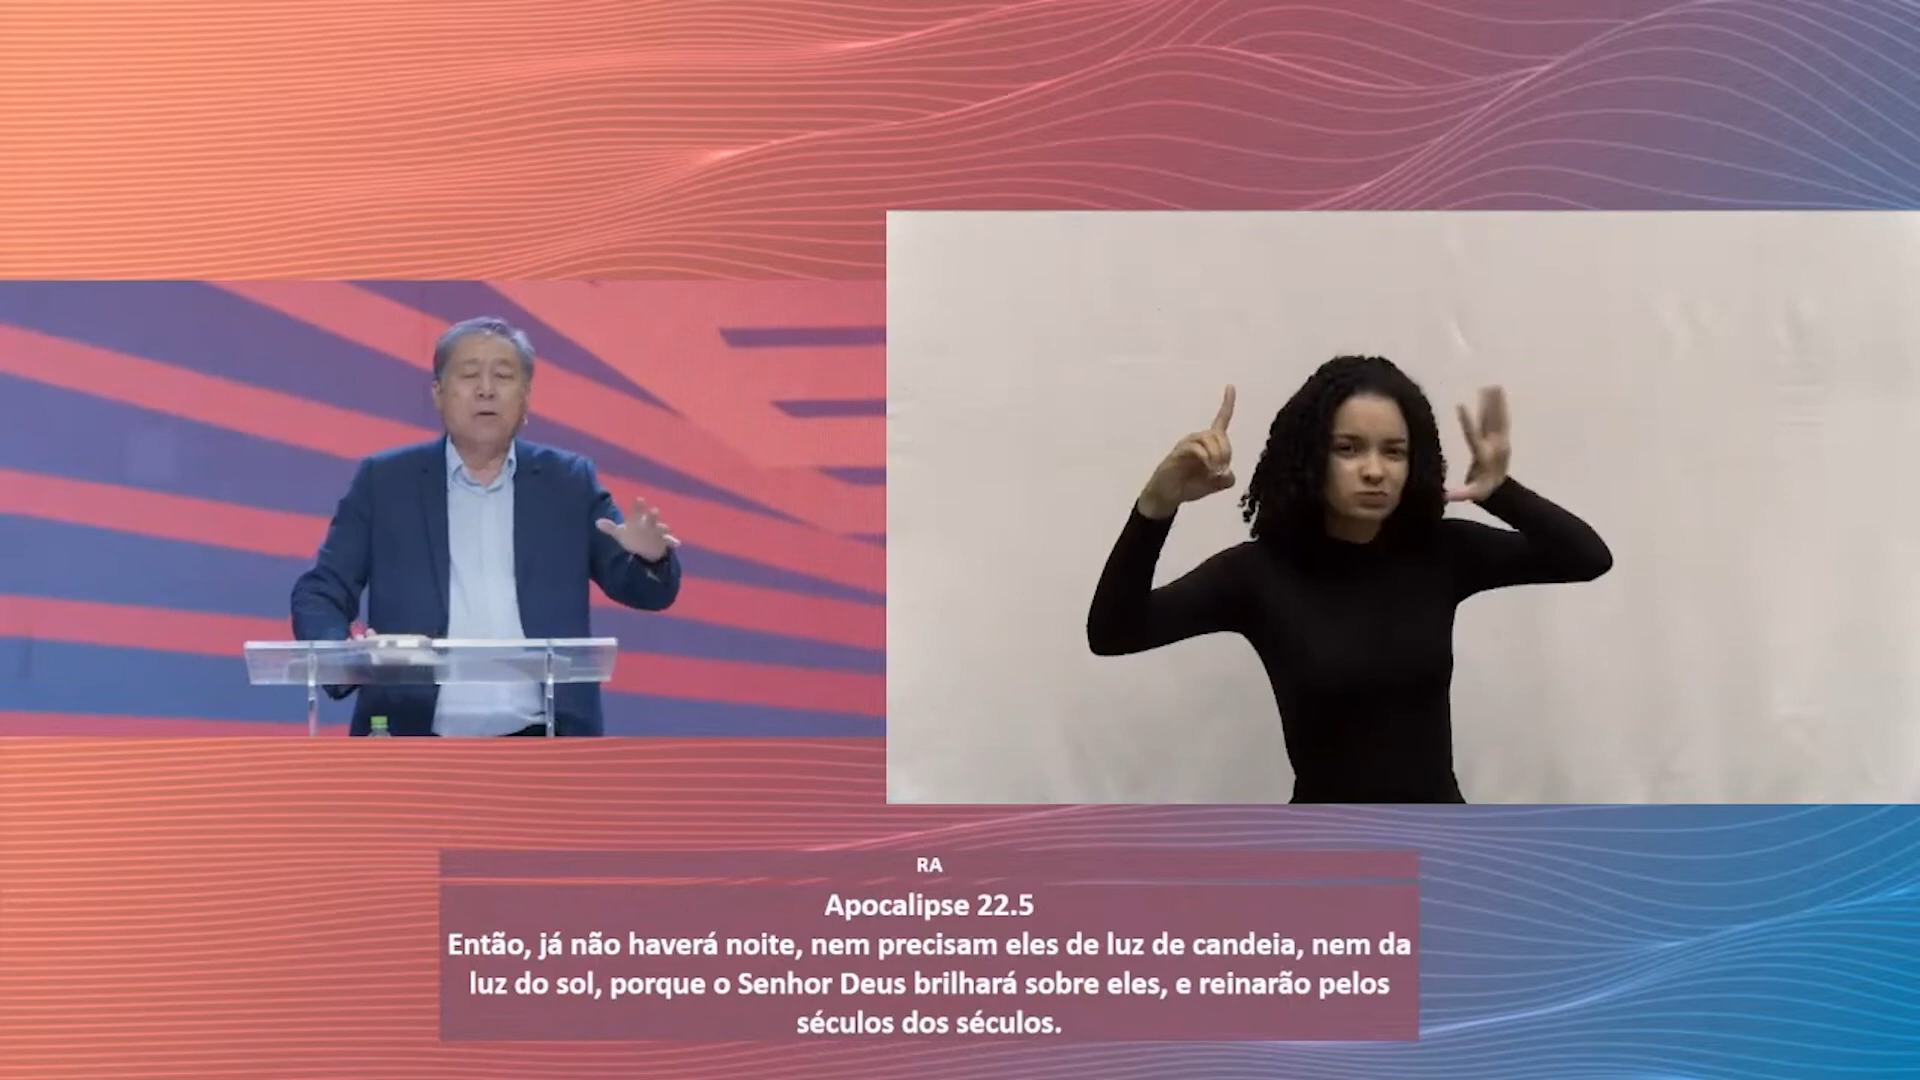 RA
Apocalipse 22.5
Então, já não haverá noite, nem precisam eles de luz de candeia, nem da
luz do sol, porque o Senhor Deus brilhará sobre eles, e reinarão pelos
séculos dos séculos.